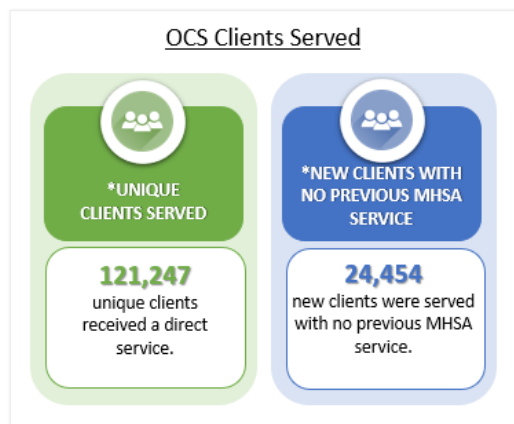 OCS Clients Served
*UNIQUE
CLIENTS SERVED
121,247
unique clients
received a direct
service.
*NEW CLIENTS WITH
NO PREVIOUS MHSA
SERVICE
24,454
new clients were served
with no previous MHSA
service.